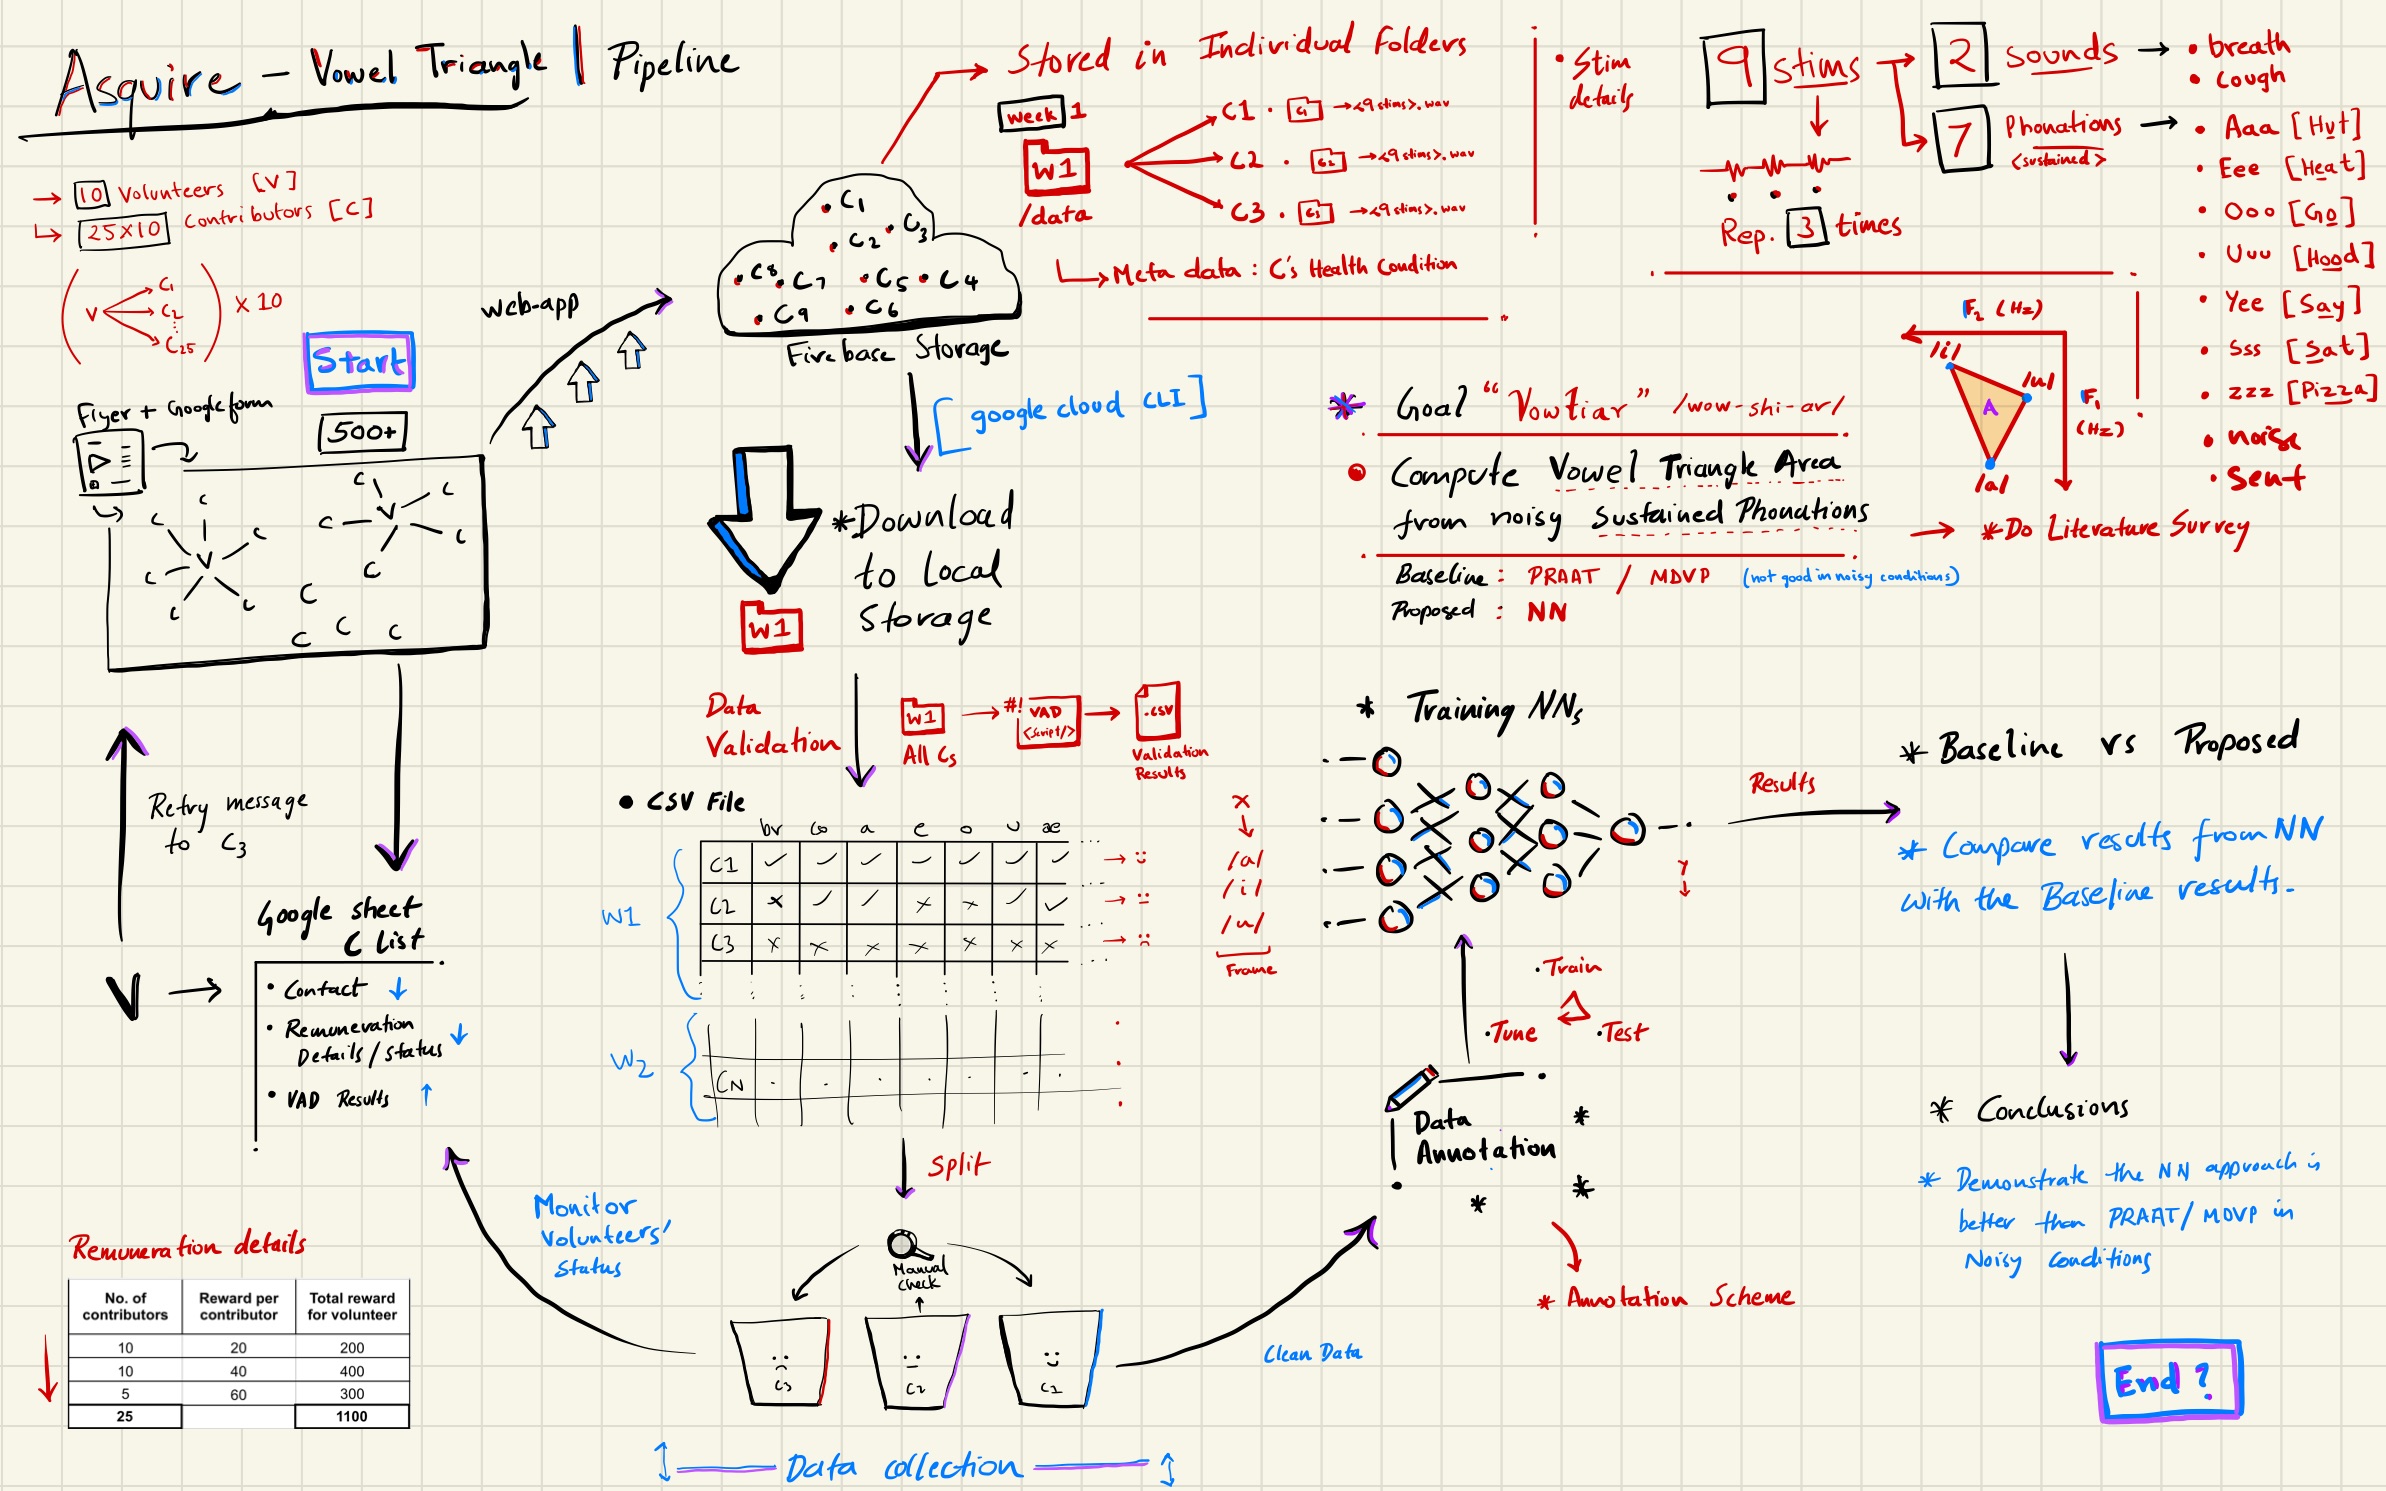 Asquire - Vowel Triangle | Pipeline
→ 10 Volunteers [V]
↳ 25x10 Contributors [C]
V
C1
C2
C25
x 10
Start
Flyer + Google form
500+
C C C C C C C V
C C C C C C V
C C C C
web-app
C1
C2
C3
C8
C7
C5
C4
C9
C6
Firebase Storage
Stored in Individual Folders
Week 1
W1
/data
C1 · C1 → <9 stims>.wav
C2 · C2 → <9 stims>.wav
C3 · C3 → <9 stims>.wav
Meta data : C's Health Condition
• Stim
details
9 stims
Rep. 3 times
2 Sounds →
• breath
• cough
7 Phonations →
<sustained>
• Aaa [Hut]
• Eee [Heat]
• Ooo [Go]
• Uuu [Hood]
• Yee [Say]
• Sss [Sat]
• zzz [Pizza]
• noise
• sent
F2 (Hz)
/i/
/u/
A
/a/
F1
(Hz)
* Goal "Vowtiar" /wow-shi-ar/
• Compute Vowel Triangle Area
from noisy Sustained Phonations
Baseline : PRAAT / MDVP (not good in noisy conditions)
Proposed : NN
→ *Do Literature Survey
[google cloud CLI]
*Download
to Local
Storage
W1
Data
Validation
W1
All Cs
#! VAD
<script/>
.csv
Validation
Results
• CSV File
br co a e o u ae
W1
C1 ✓ ✓ ✓ ✓ ✓ ✓ ✓ → :)
C2 x ✓ ✓ x x ✓ ✓ → :|
C3 x x x x x x x → :(
W2
CN . . . . . . .
Split
Manual
check
C3
C2
C1
Retry message
to C3
V →
Google sheet
C List
• Contact ↓
• Remuneration
Details/status ↓
• VAD Results ↑
Monitor
Volunteers'
Status
Remuneration details
No. of contributors Reward per contributor Total reward for volunteer
10 20 200
10 40 400
5 60 300
25 1100
Data collection
Clean Data
Data
Annotation
* Annotation Scheme
• Train
• Tune
• Test
* Training NNs
x
/a/
/i/
/u/
Frame
y
Results
* Baseline vs Proposed
* Compare results from NN
with the Baseline results.
* Conclusions
* Demonstrate the NN approach is
better than PRAAT/MDVP in
Noisy Conditions
End ?